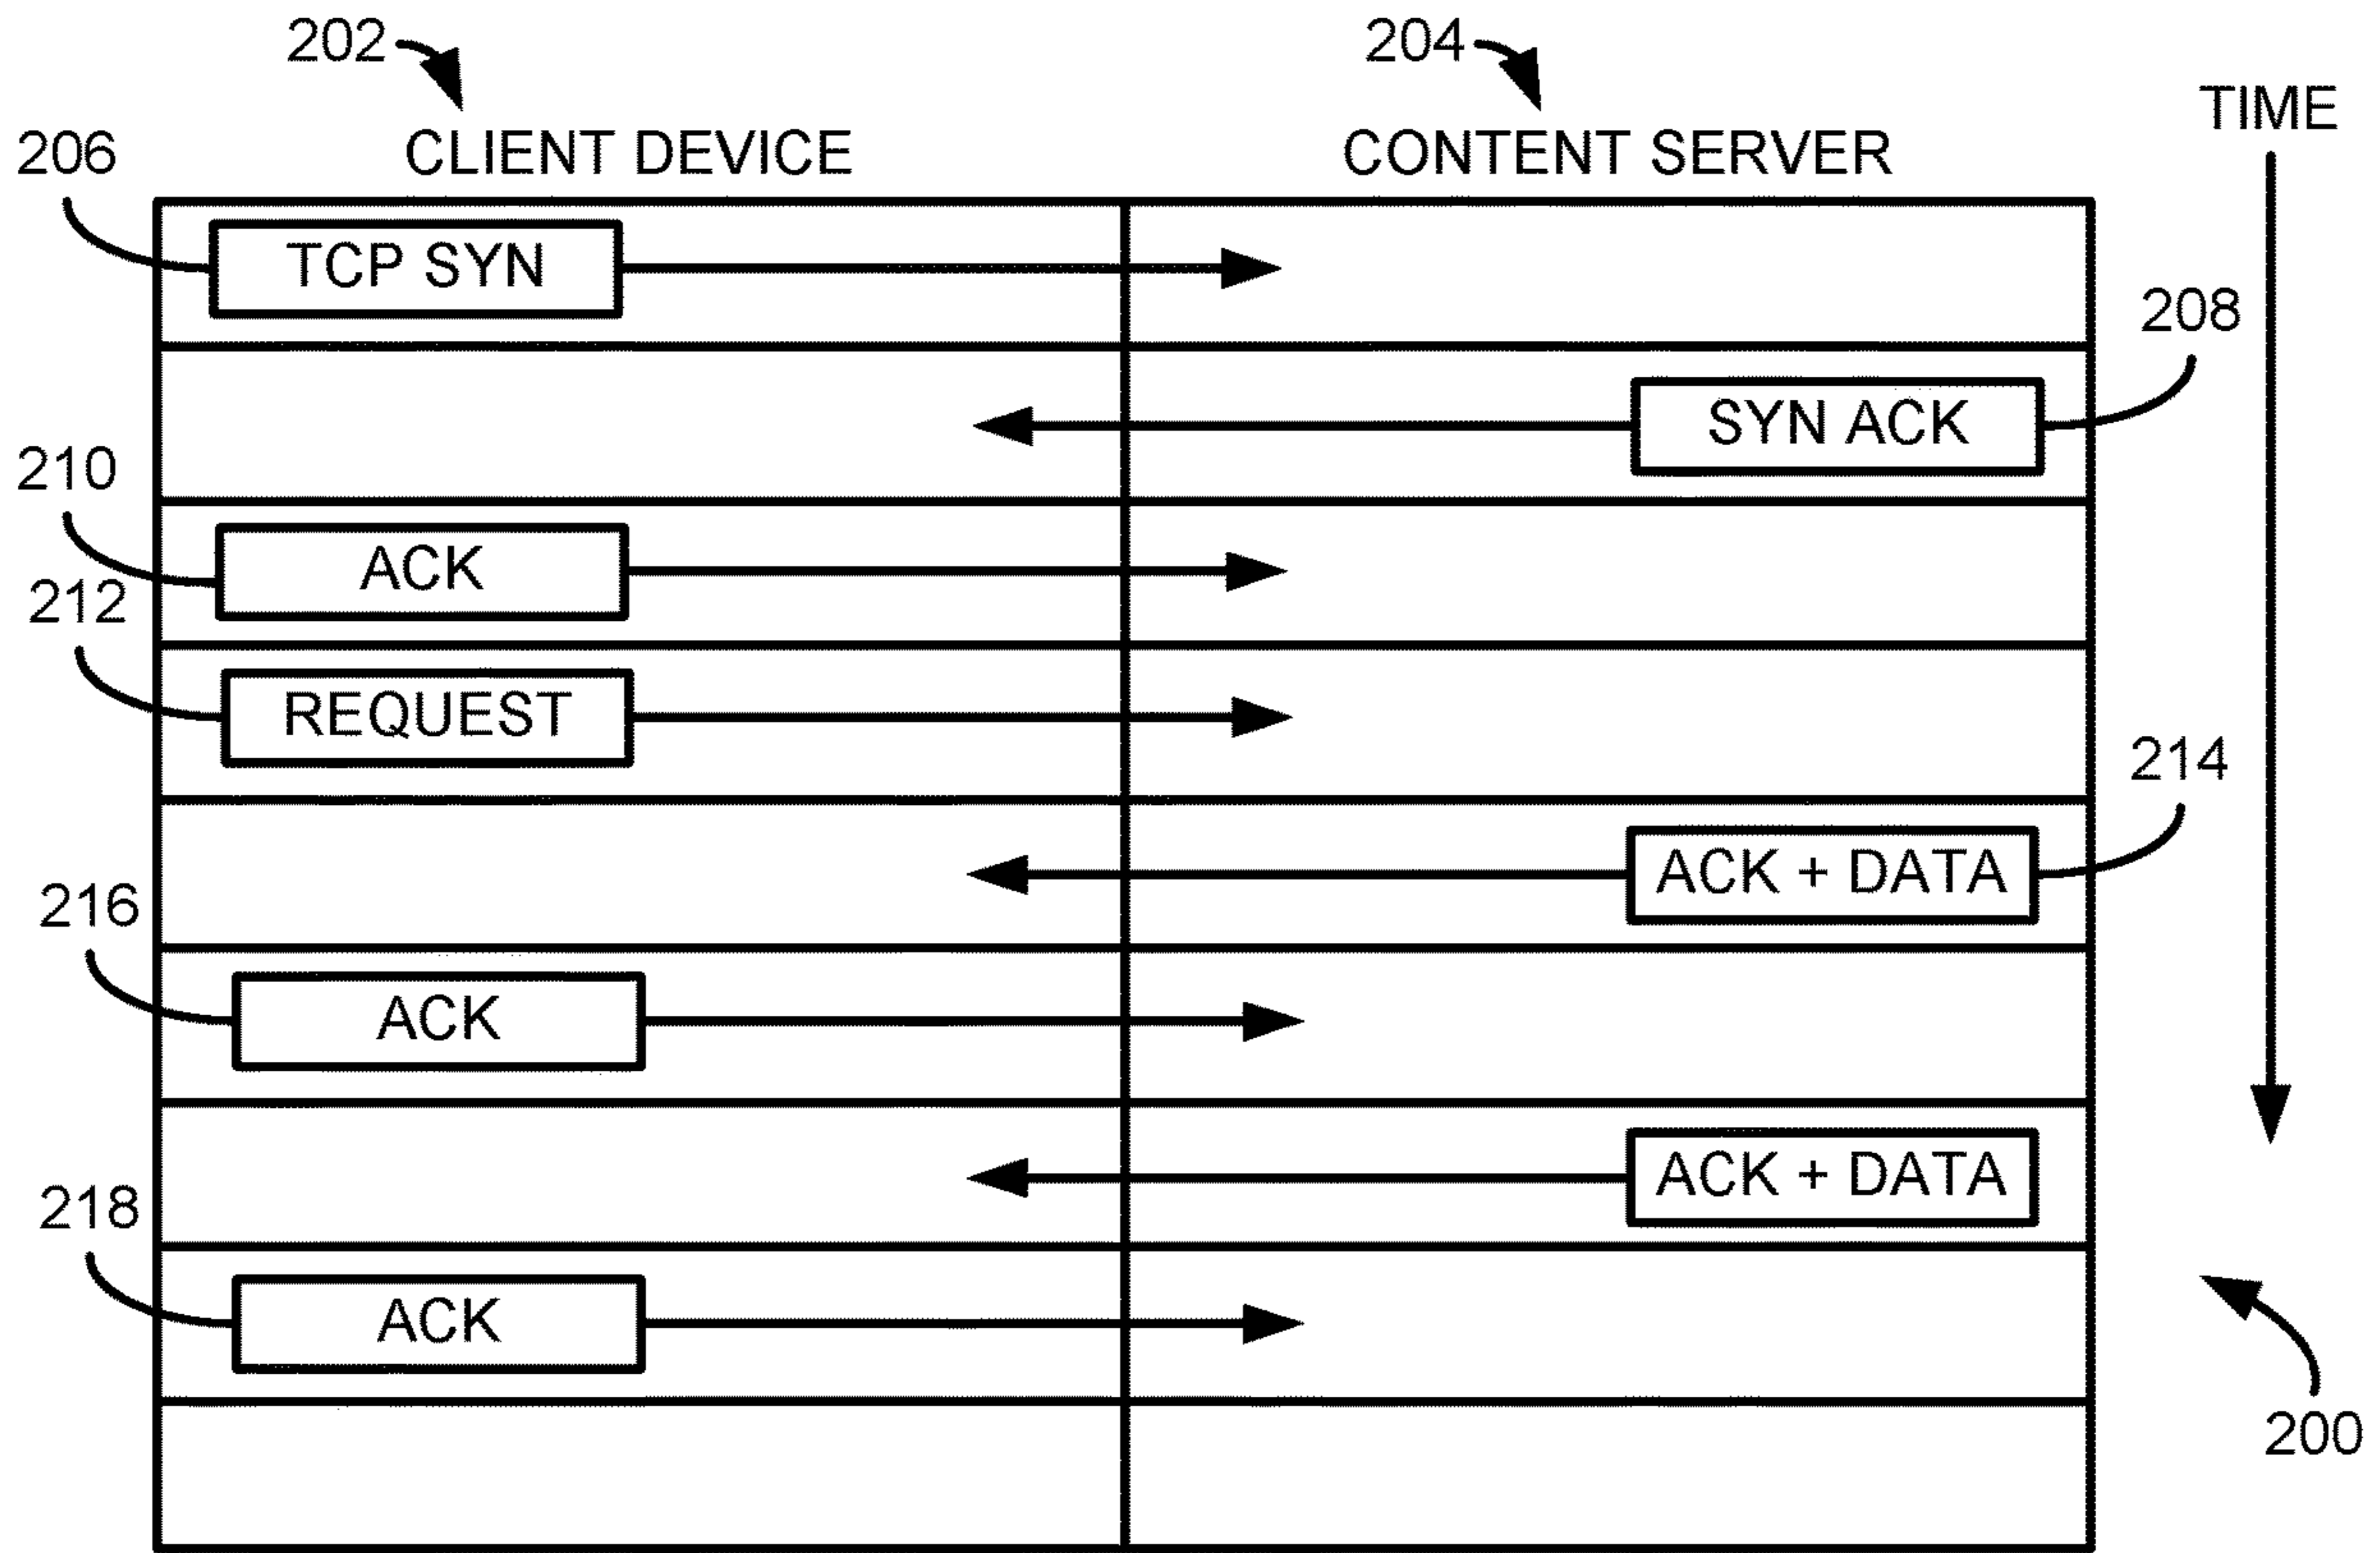 202
204
TIME
206
CLIENT DEVICE
CONTENT SERVER
TCP SYN
208
SYN ACK
210
ACK
212
REQUEST
214
ACK + DATA
216
ACK
ACK + DATA
218
ACK
200